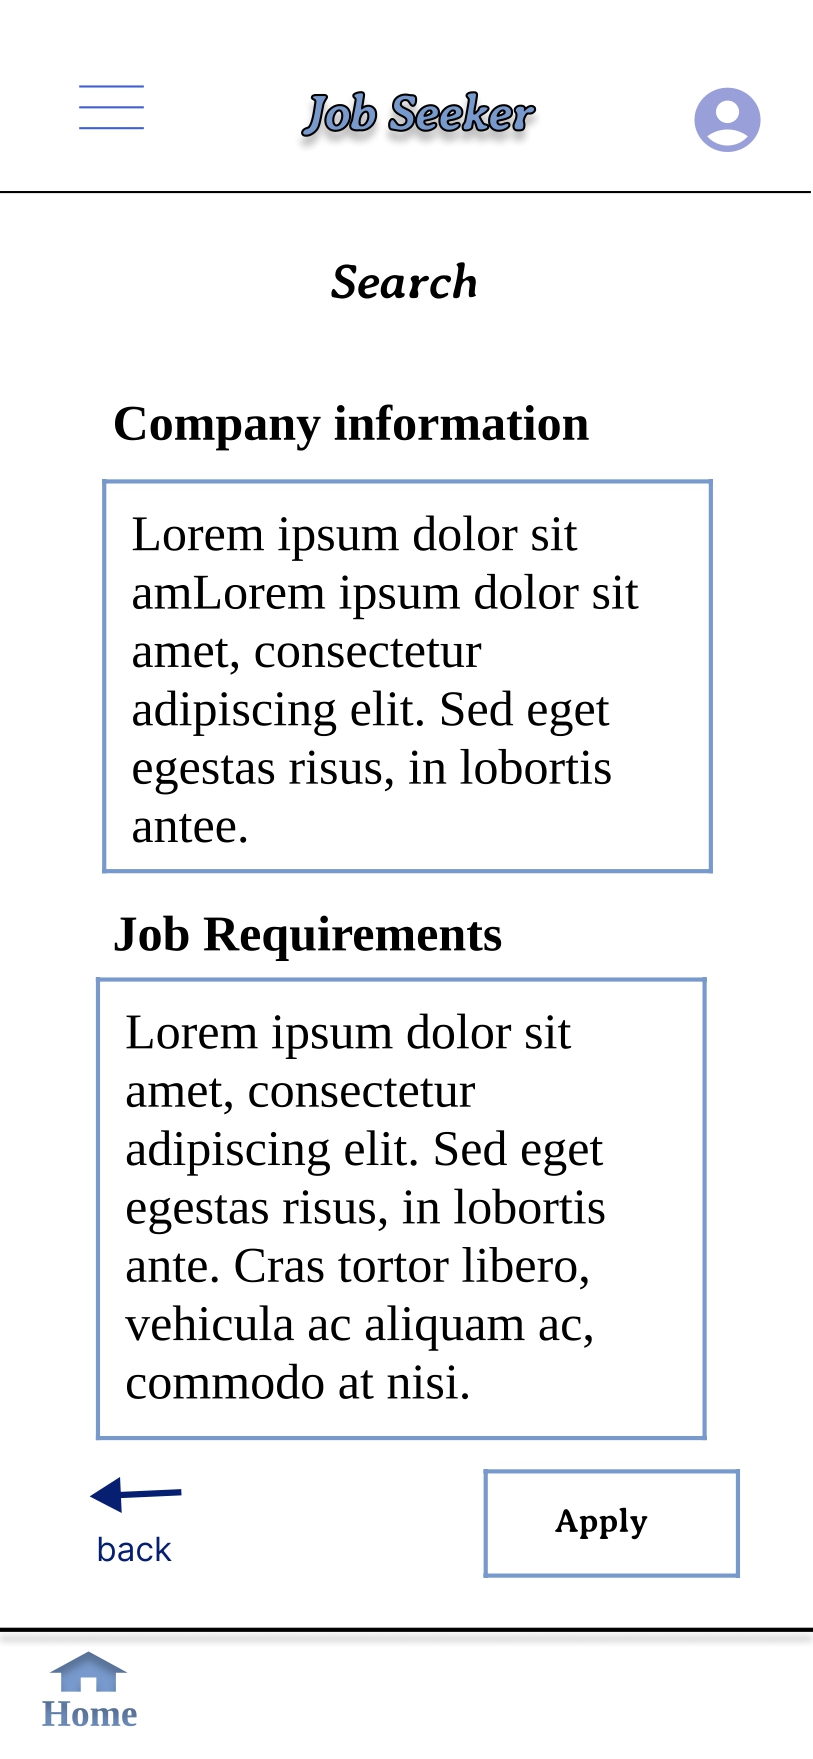 Job Seeker
Search
Company information
Lorem ipsum dolor sit
amLorem ipsum dolor sit
amet, consectetur
adipiscing elit. Sed eget
egestas risus, in lobortis
antee.
Job Requirements
Lorem ipsum dolor sit
amet, consectetur
adipiscing elit. Sed eget
egestas risus, in lobortis
ante. Cras tortor libero,
vehicula ac aliquam ac,
commodo at nisi.
back
Apply
Home